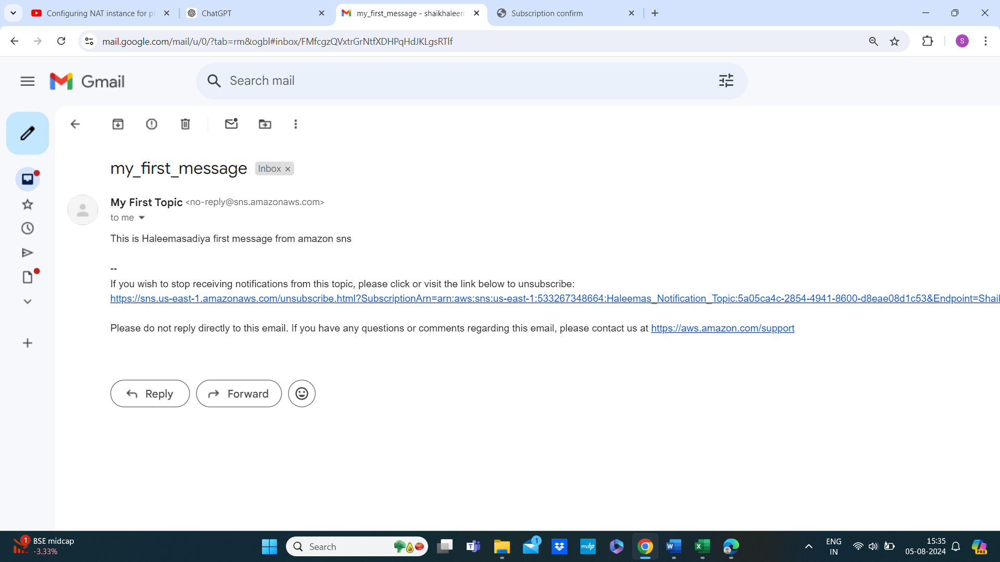 Configuring NAT instance for pr
ChatGPT
my_first_message - shaikhaleem
Subscription confirm
mail.google.com/mail/u/0/?tab=rm&ogbl#inbox/FMfcgzQVxtrGrNtfXDHPqHdJKLgsRTlf
S
Gmail
Search mail
my_first_message
Inbox
My First Topic <no-reply@sns.amazonaws.com>
to me
This is Haleemasadiya first message from amazon sns
--
If you wish to stop receiving notifications from this topic, please click or visit the link below to unsubscribe:
https://sns.us-east-1.amazonaws.com/unsubscribe.html?SubscriptionArn=arn:aws:sns:us-east-1:533267348664:Haleemas_Notification_Topic:5a05ca4c-2854-4941-8600-d8eae08d1c53&Endpoint=Shaik
Please do not reply directly to this email. If you have any questions or comments regarding this email, please contact us at https://aws.amazon.com/support
Reply
Forward
1
BSE midcap
-3.33%
Search
1
myhp
W
X
ENG
IN
15:35
05-08-2024
PRE